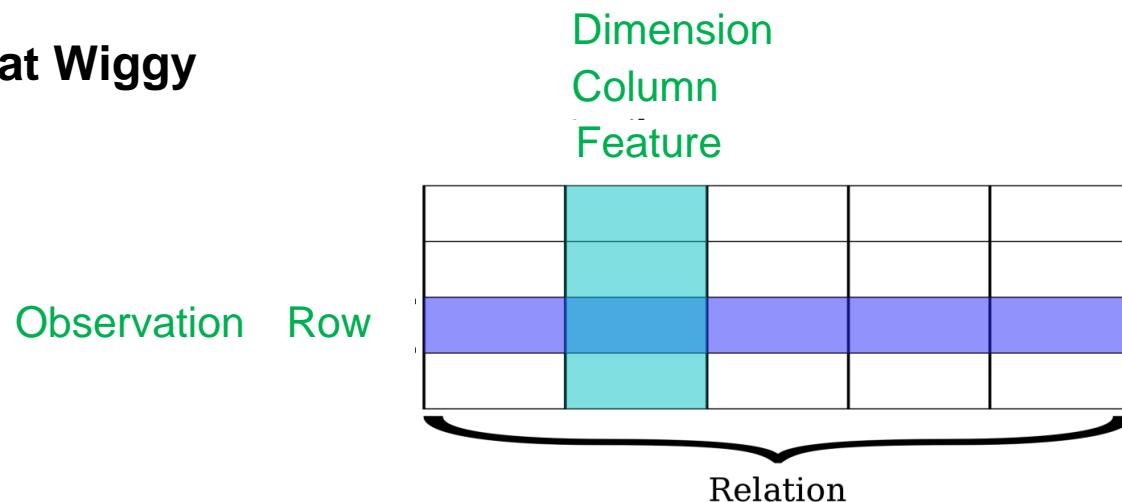 at Wiggy
Dimension
Column
Feature
Observation Row
Relation